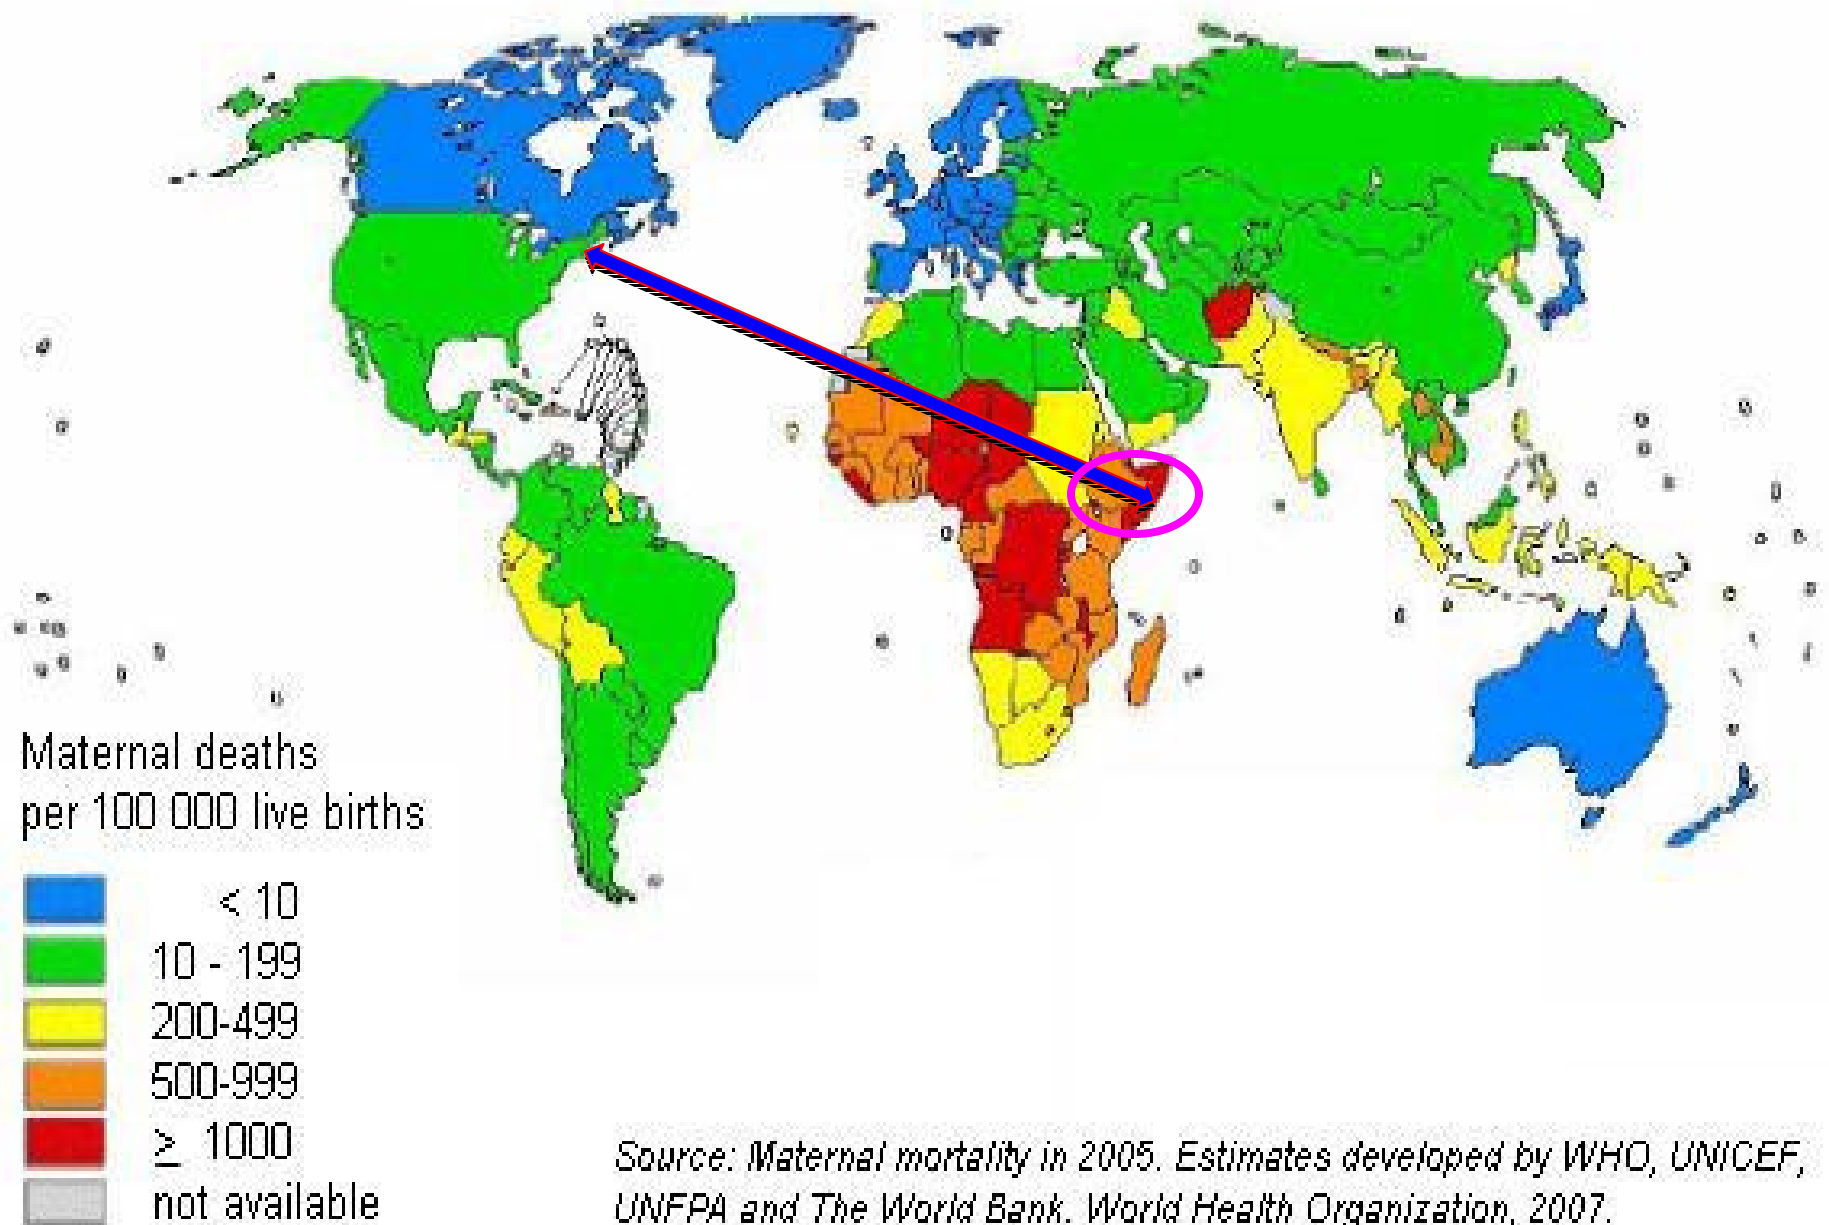 Maternal deaths
per 100 000 live births
< 10
10 - 199
200-499
500-999
≥ 1000
not available
Source: Maternal mortality in 2005. Estimates developed by WHO, UNICEF,
UNFPA and The World Bank. World Health Organization, 2007.